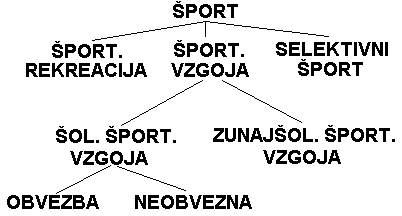 ŠPORT
ŠPORT. REKREACIJA
ŠPORT. VZGOJA
SELEKTIVNI ŠPORT
ŠOL. ŠPORT. VZGOJA
ZUNAJŠOL. ŠPORT. VZGOJA
OBVEZBA
NEOBVEZNA